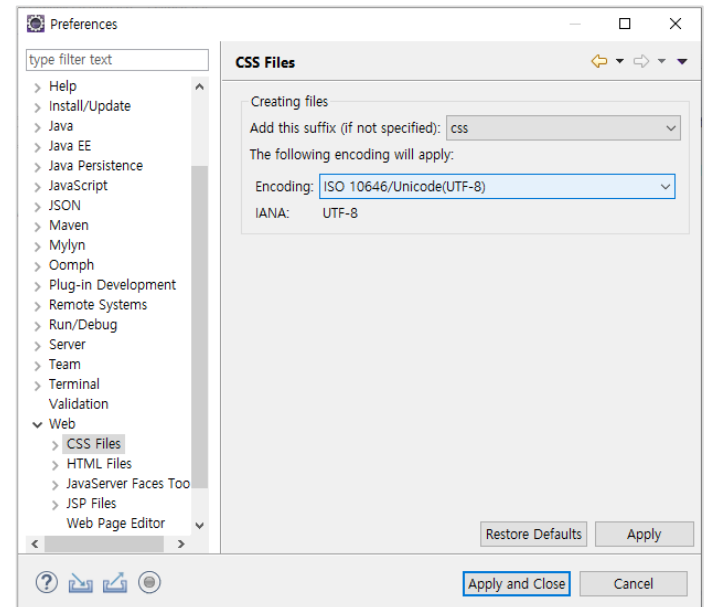 Preferences
type filter text
Help
Install/Update
Java
Java EE
Java Persistence
JavaScript
JSON
Maven
Mylyn
Oomph
Plug-in Development
Remote Systems
Run/Debug
Server
Team
Terminal
Validation
Web
CSS Files
HTML Files
JavaServer Faces Too
JSP Files
Web Page Editor
CSS Files
Creating files
Add this suffix (if not specified): css
The following encoding will apply:
Encoding: ISO 10646/Unicode(UTF-8)
IANA: UTF-8
Restore Defaults Apply
Apply and Close Cancel